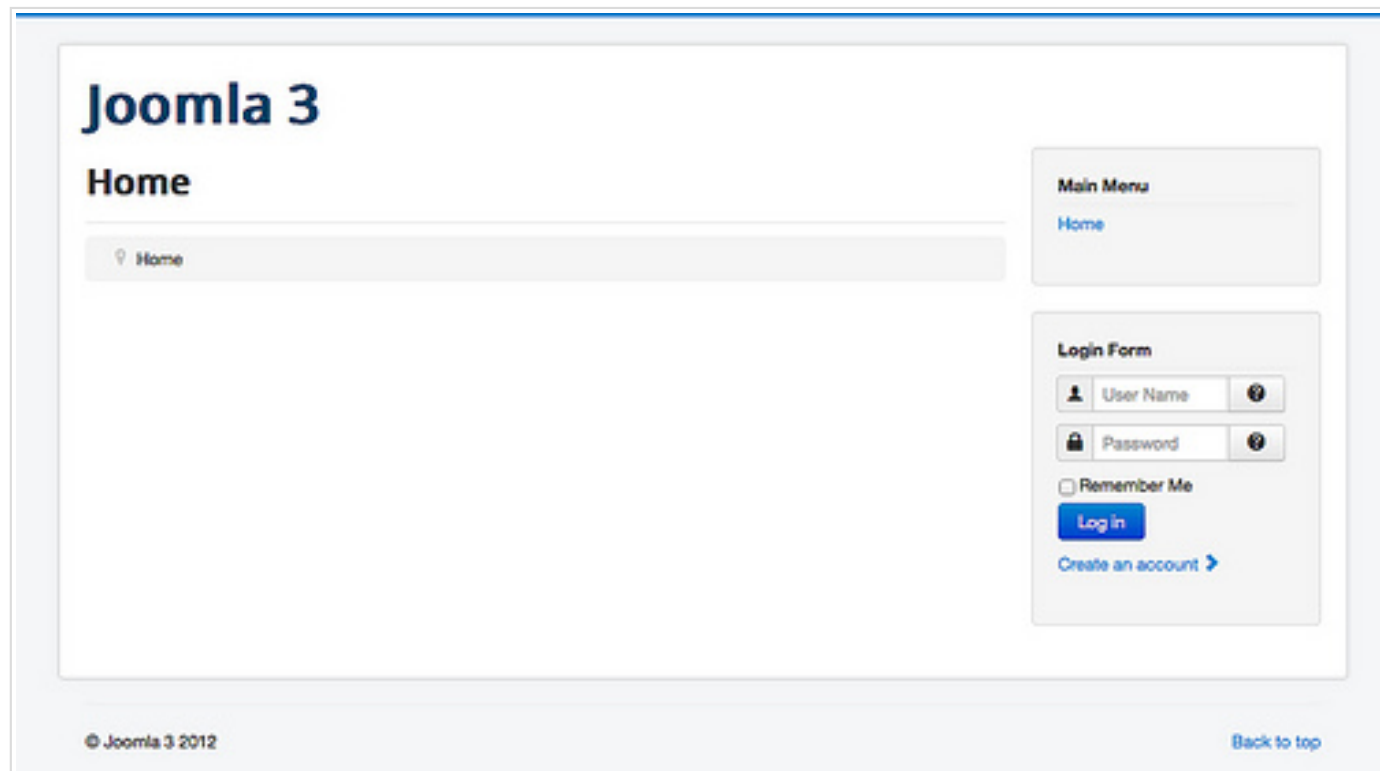 Joomla 3
Home
Home
Main Menu
Home
Login Form
User Name
Password
Remember Me
Log in
Create an account
© Joomla 3 2012
Back to top